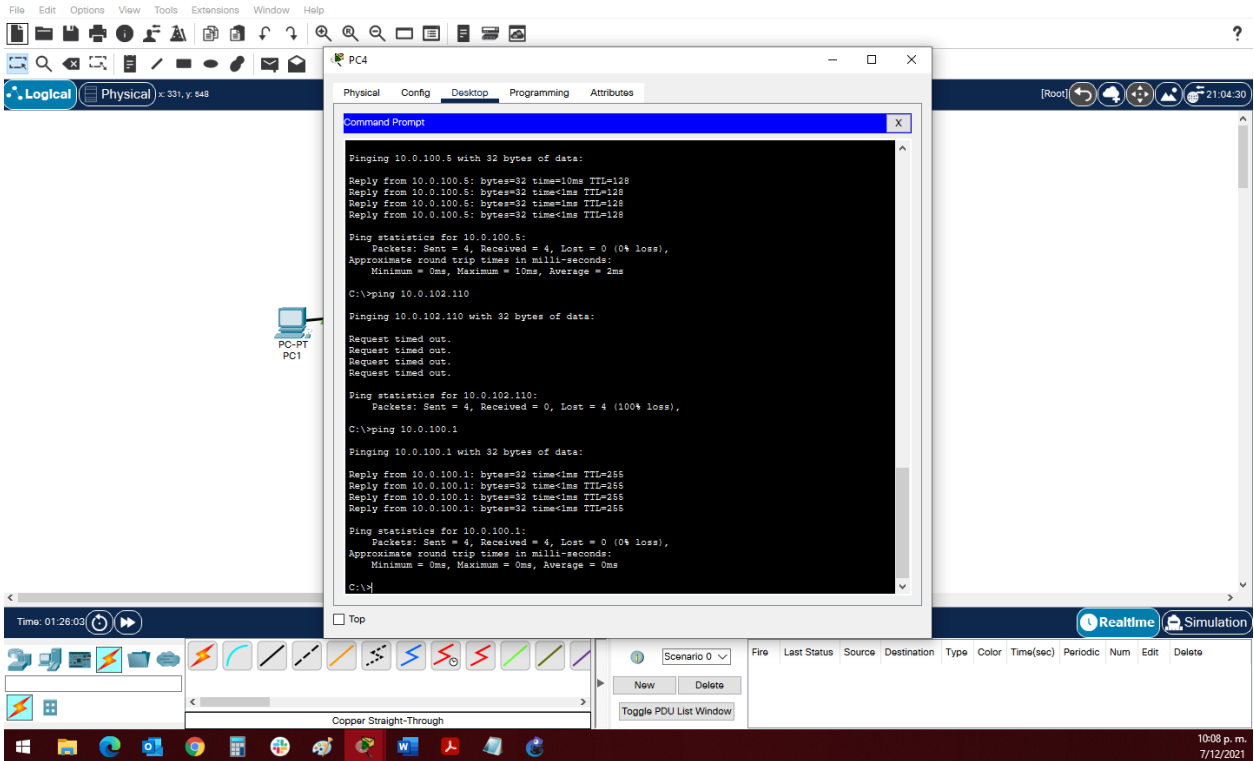 File Edit Options View Tools Extensions Window Help
?
PC4
Logical Physical x: 331, y: 548
[Root] 21:04:30
Physical Config Desktop Programming Attributes
Command Prompt X
Pinging 10.0.100.5 with 32 bytes of data:
Reply from 10.0.100.5: bytes=32 time=10ms TTL=128
Reply from 10.0.100.5: bytes=32 time<1ms TTL=128
Reply from 10.0.100.5: bytes=32 time=1ms TTL=128
Reply from 10.0.100.5: bytes=32 time<1ms TTL=128
Ping statistics for 10.0.100.5:
Packets: Sent = 4, Received = 4, Lost = 0 (0% loss),
Approximate round trip times in milli-seconds:
Minimum = 0ms, Maximum = 10ms, Average = 2ms
C:\>ping 10.0.102.110
Pinging 10.0.102.110 with 32 bytes of data:
Request timed out.
Request timed out.
Request timed out.
Request timed out.
Ping statistics for 10.0.102.110:
Packets: Sent = 4, Received = 0, Lost = 4 (100% loss),
C:\>ping 10.0.100.1
Pinging 10.0.100.1 with 32 bytes of data:
Reply from 10.0.100.1: bytes=32 time<1ms TTL=255
Reply from 10.0.100.1: bytes=32 time<1ms TTL=255
Reply from 10.0.100.1: bytes=32 time<1ms TTL=255
Reply from 10.0.100.1: bytes=32 time<1ms TTL=255
Ping statistics for 10.0.100.1:
Packets: Sent = 4, Received = 4, Lost = 0 (0% loss),
Approximate round trip times in milli-seconds:
Minimum = 0ms, Maximum = 0ms, Average = 0ms
C:\>
PC-PT
PC1
Top
Time: 01:26:03
Realtime Simulation
Scenario 0
Fire Last Status Source Destination Type Color Time(sec) Periodic Num Edit Delete
New Delete
Toggle PDU List Window
Copper Straight-Through
10:08 p. m.
7/12/2021